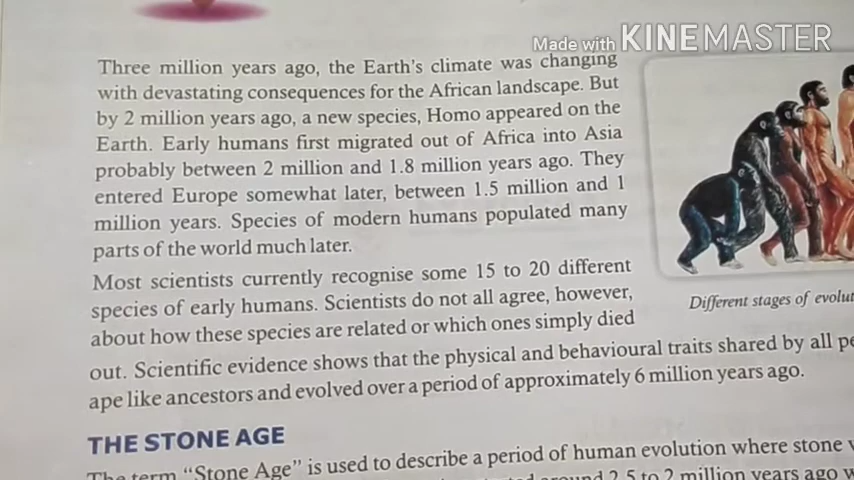 Made with KINEMASTER
Three million years ago, the Earth's climate was changing
with devastating consequences for the African landscape. But
by 2 million years ago, a new species, Homo appeared on the
Earth. Early humans first migrated out of Africa into Asia
probably between 2 million and 1.8 million years ago. They
entered Europe somewhat later, between 1.5 million and 1
million years. Species of modern humans populated many
parts of the world much later.
Most scientists currently recognise some 15 to 20 different
species of early humans. Scientists do not all agree, however,
about how these species are related or which ones simply died
out. Scientific evidence shows that the physical and behavioural traits shared by all
ape like ancestors and evolved over a period of approximately 6 million years ago.
Different stages of
THE STONE AGE
The term "Stone Age" is used to describe a period of human evolution where stone
around 2.5 to 2 million years ago